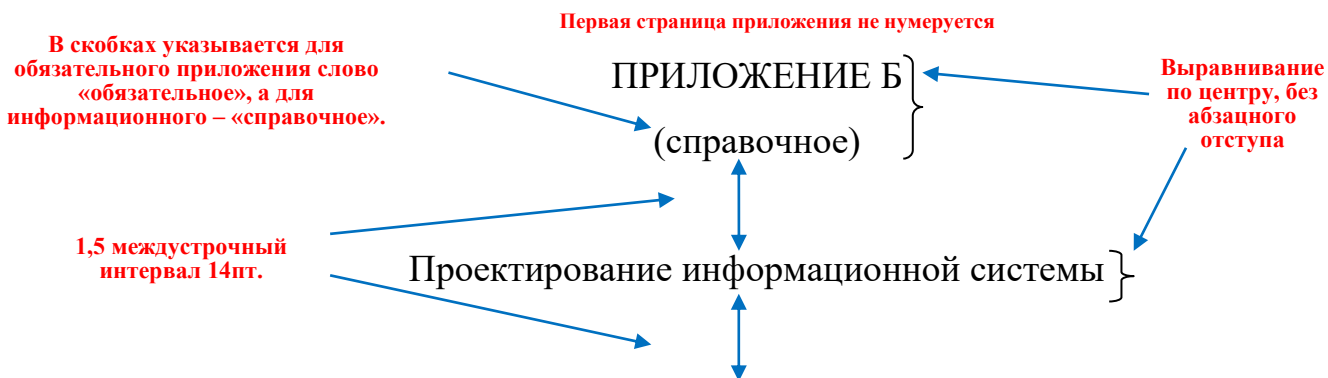 Первая страница приложения не нумеруется
В скобках указывается для
обязательного приложения слово
«обязательное», а для
информационного – «справочное».
ПРИЛОЖЕНИЕ Б
(справочное)
Выравнивание
по центру, без
абзацного
отступа
1,5 междустрочный
интервал 14пт.
Проектирование информационной системы